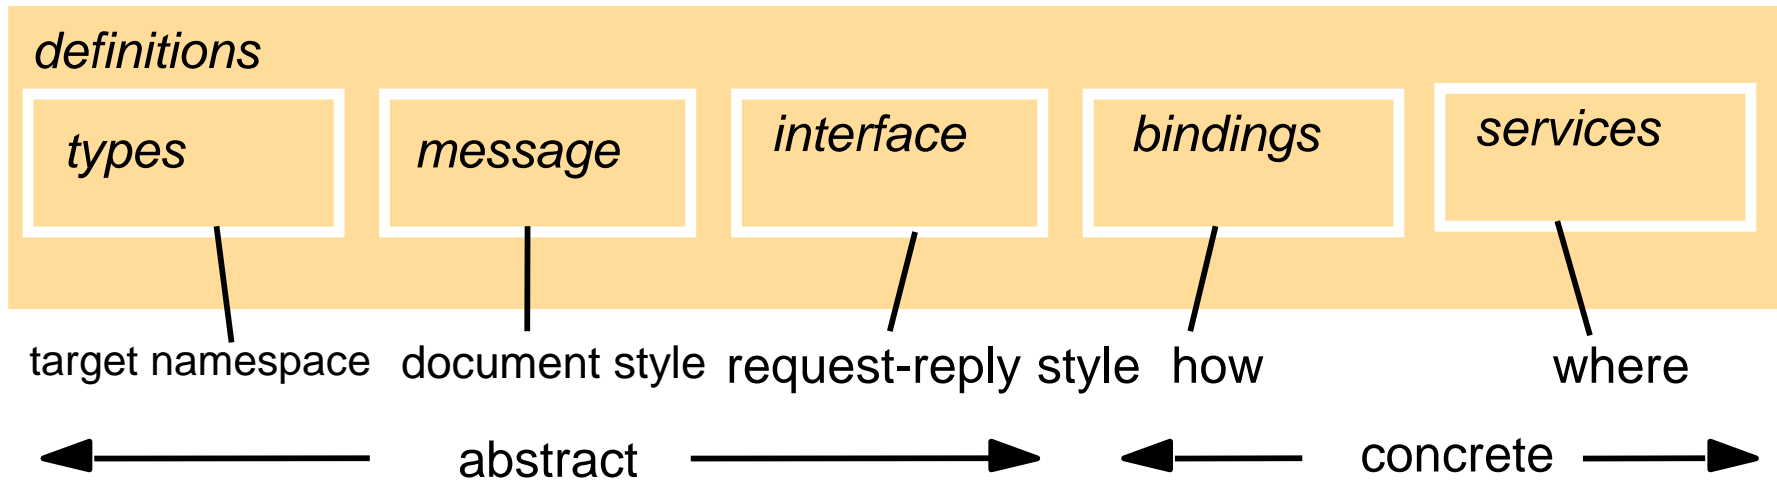 definitions
types message interface bindings services
target namespace document style request-reply style how where
abstract concrete